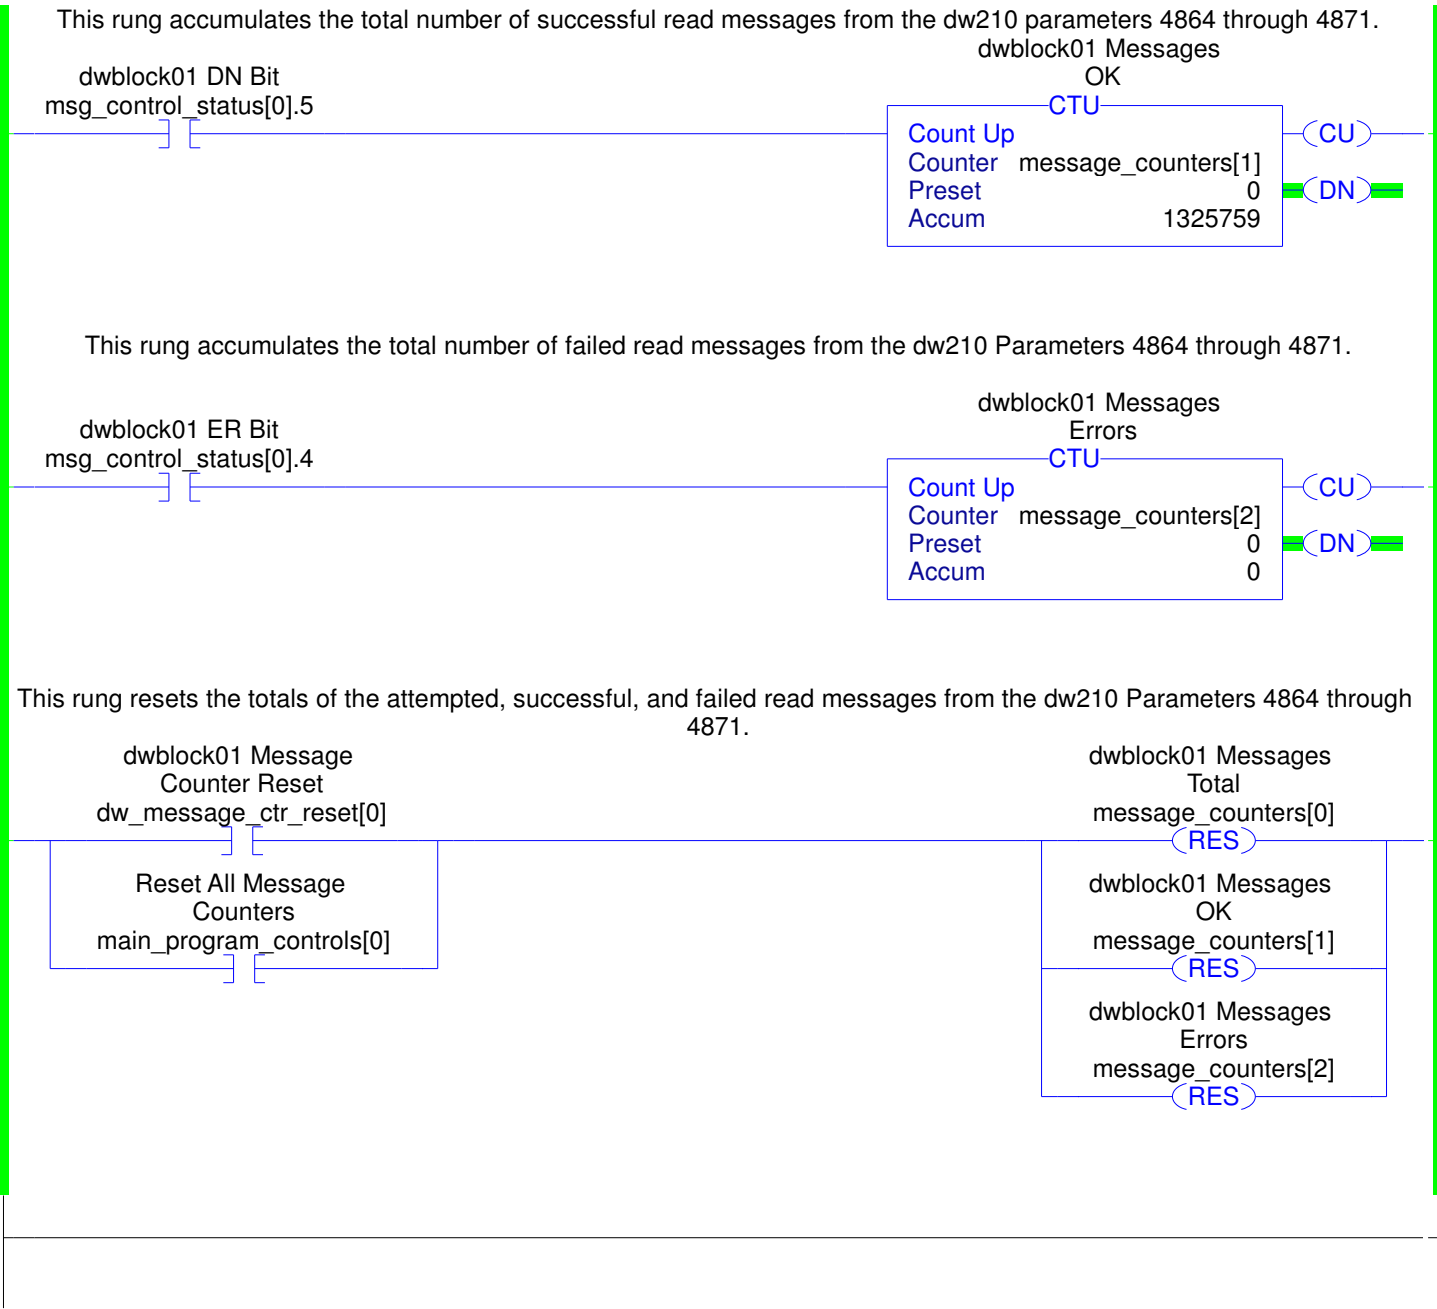 This rung accumulates the total number of successful read messages from the dw210 parameters 4864 through 4871.
dwblock01 DN Bit
msg_control_status[0].5
dwblock01 Messages
OK
CTU
Count Up
Counter message_counters[1]
Preset 0
Accum 1325759
CU
DN
This rung accumulates the total number of failed read messages from the dw210 Parameters 4864 through 4871.
dwblock01 ER Bit
msg_control_status[0].4
dwblock01 Messages
Errors
CTU
Count Up
Counter message_counters[2]
Preset 0
Accum 0
CU
DN
This rung resets the totals of the attempted, successful, and failed read messages from the dw210 Parameters 4864 through
4871.
dwblock01 Message
Counter Reset
dw_message_ctr_reset[0]
Reset All Message
Counters
main_program_controls[0]
dwblock01 Messages
Total
message_counters[0]
RES
dwblock01 Messages
OK
message_counters[1]
RES
dwblock01 Messages
Errors
message_counters[2]
RES